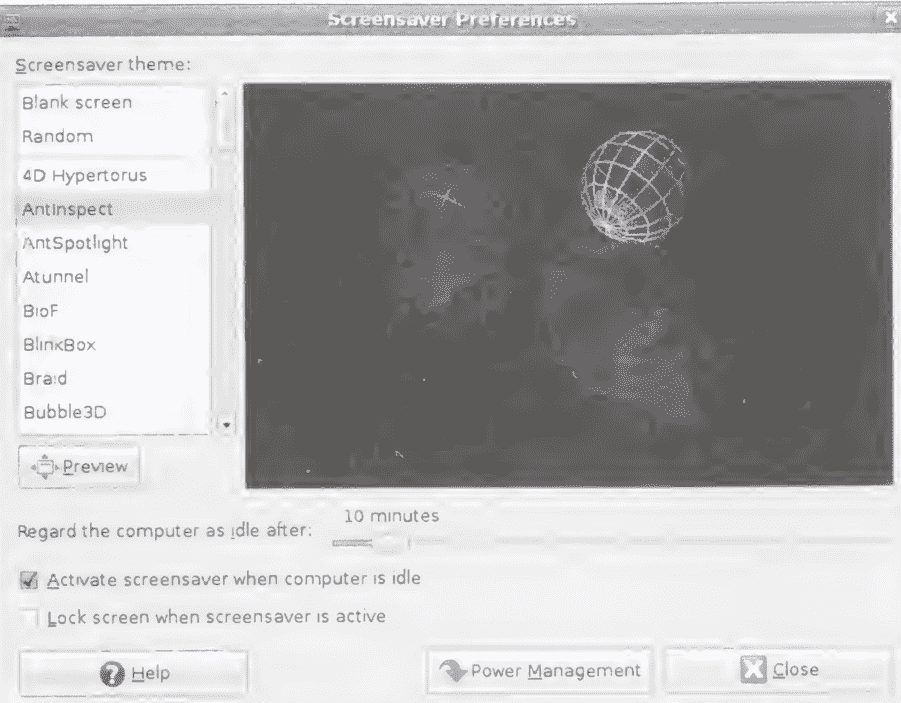 Screensaver Preferences
Screensaver theme:
Blank screen
Random
4D Hypertorus
AntInspect
AntSpotlight
Atunnel
BioF
BlinkBox
Braid
Bubble3D
Preview
Regard the computer as idle after:
10 minutes
Activate screensaver when computer is idle
Lock screen when screensaver is active
Help
Power Management
Close